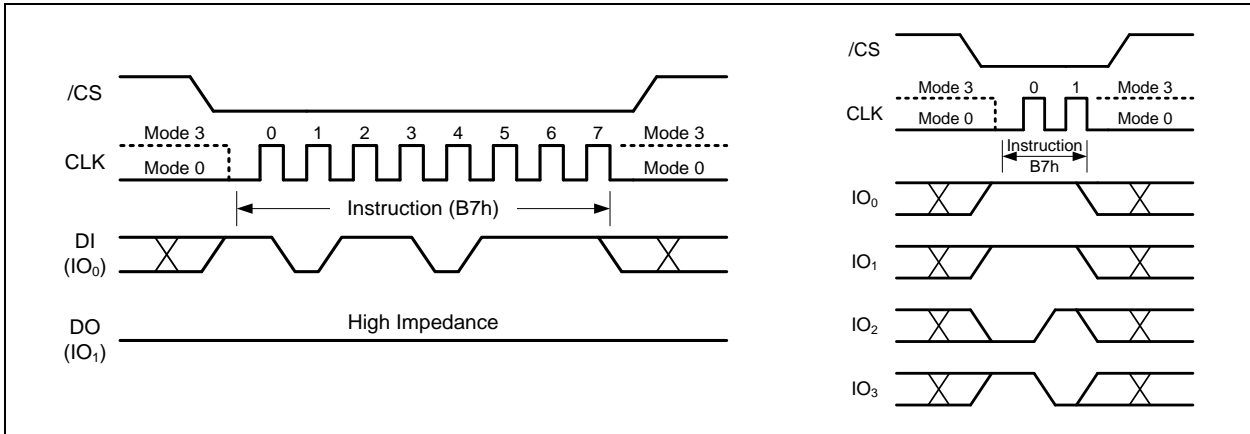 /CS
Mode 3 0 1 2 3 4 5 6 7 Mode 3
CLK
Mode 0 Mode 0
Instruction (B7h)
DI
(IO₀)
High Impedance
DO
(IO₁)
/CS
Mode 3 0 1 Mode 3
CLK
Mode 0 Mode 0
Instruction
B7h
IO₀
IO₁
IO₂
IO₃